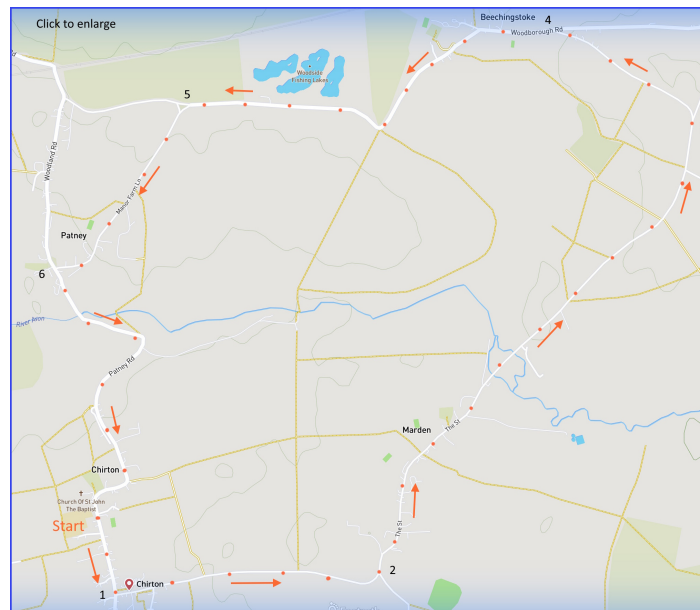 Click to enlarge
Beechingstoke
4
Woodborough Rd
Rd
Woodside
Fishing Lakes
5
Woodland Rd
Manor Farm Ln
Patney
6
River Avon
Patney Rd
Marden
The St
Chirton
Church Of St John
The Baptist
Start
The St
2
1
Chirton